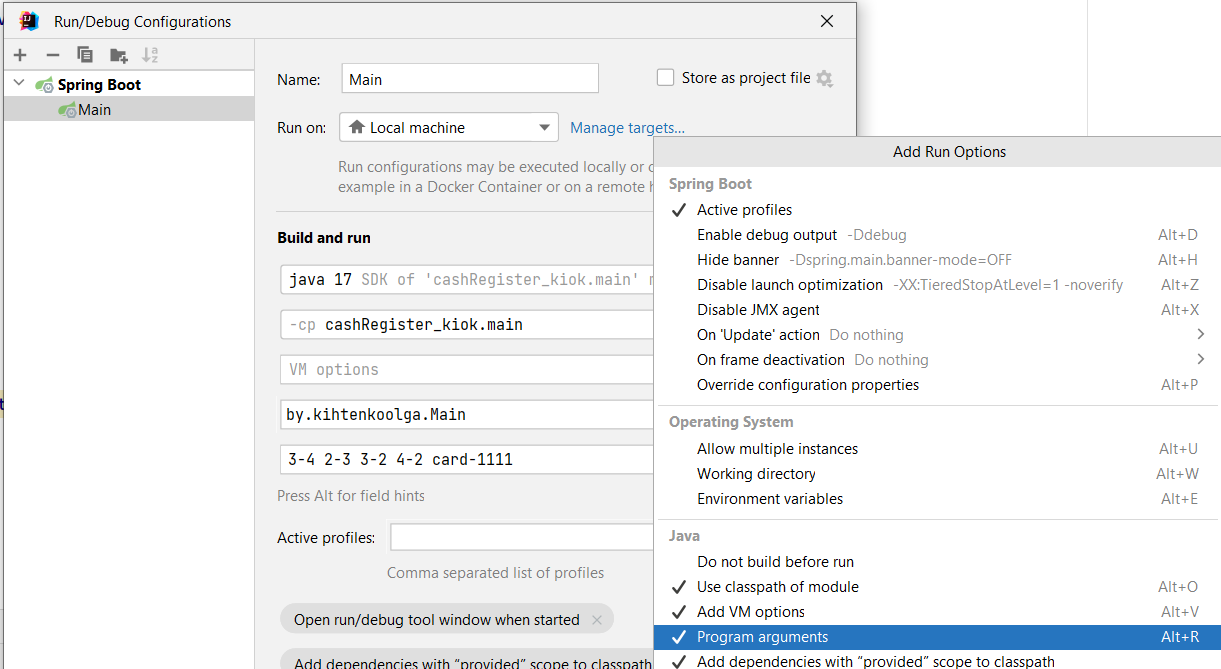 Run/Debug Configurations
Spring Boot
Main
Name: Main
Store as project file
Run on: Local machine Manage targets...
Run configurations may be executed locally or
example in a Docker Container or on a remote
Build and run
java 17 SDK of 'cashRegister_kiok.main'
-cp cashRegister_kiok.main
VM options
by.kihtenkoolga.Main
3-4 2-3 3-2 4-2 card-1111
Press Alt for field hints
Active profiles:
Comma separated list of profiles
Open run/debug tool window when started
Add dependencies with “provided” scope to classpath
Add Run Options
Spring Boot
Active profiles
Enable debug output -Ddebug Alt+D
Hide banner -Dspring.main.banner-mode=OFF Alt+H
Disable launch optimization -XX:TieredStopAtLevel=1 -noverify Alt+Z
Disable JMX agent Alt+X
On 'Update' action Do nothing
On frame deactivation Do nothing
Override configuration properties Alt+P
Operating System
Allow multiple instances Alt+U
Working directory Alt+W
Environment variables Alt+E
Java
Do not build before run
Use classpath of module Alt+O
Add VM options Alt+V
Program arguments Alt+R
Add dependencies with “provided” scope to classpath